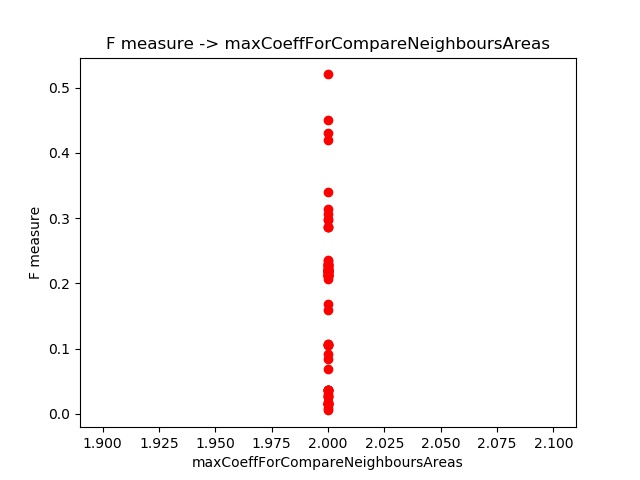 F measure -> maxCoeffForCompareNeighboursAreas
0.5
0.4
0.3
0.2
0.1
0.0
F measure
1.900 1.925 1.950 1.975 2.000 2.025 2.050 2.075 2.100
maxCoeffForCompareNeighboursAreas